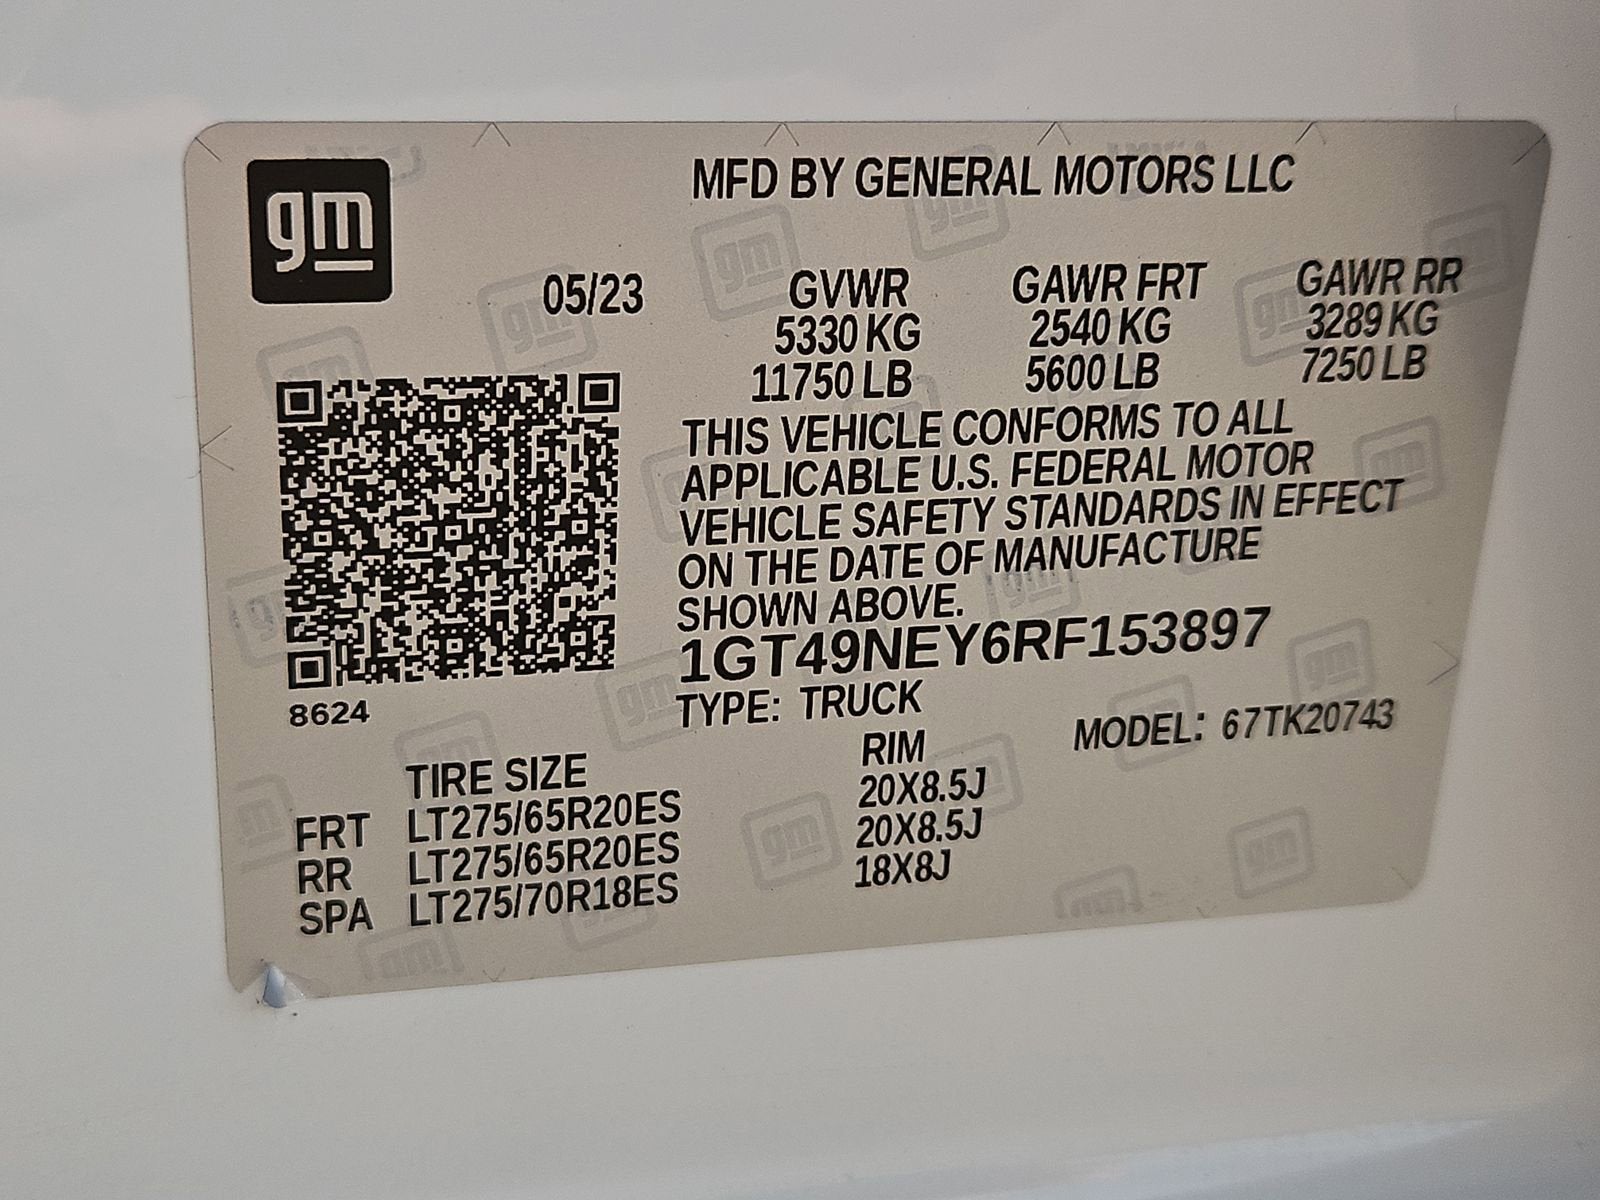 gm
MFD BY GENERAL MOTORS LLC
05/23 GVWR GAWR FRT GAWR RR
5330 KG 2540 KG 3289 KG
11750 LB 5600 LB 7250 LB
THIS VEHICLE CONFORMS TO ALL
APPLICABLE U.S. FEDERAL MOTOR
VEHICLE SAFETY STANDARDS IN EFFECT
ON THE DATE OF MANUFACTURE
SHOWN ABOVE.
1GT49NEY6RF153897
8624
TYPE: TRUCK MODEL: 67TK20743
TIRE SIZE RIM
FRT LT275/65R20ES 20X8.5J
RR LT275/65R20ES 20X8.5J
SPA LT275/70R18ES 18X8J